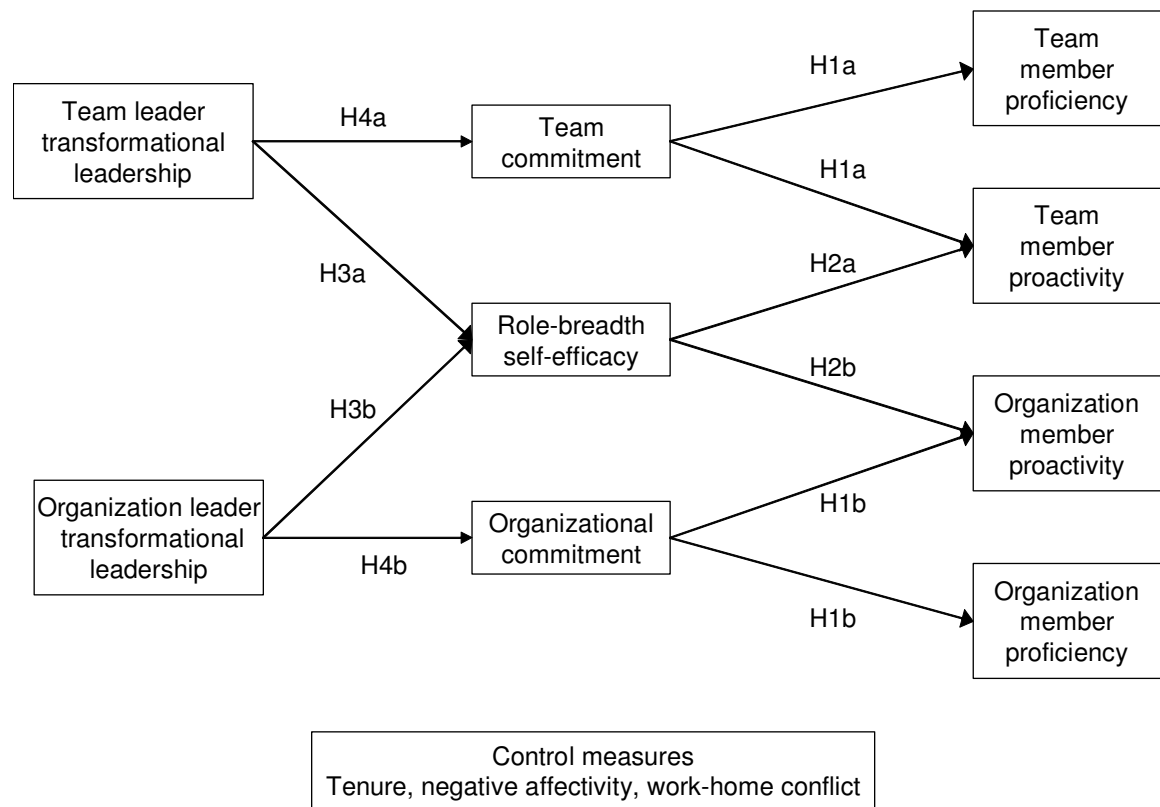 Team leader
transformational
leadership
H4a
Team
commitment
H1a
Team
member
proficiency
H1a
Team
member
proactivity
H3a
H2a
Role-breadth
self-efficacy
H3b
H2b
Organization
member
proactivity
Organization leader
transformational
leadership
H4b
Organizational
commitment
H1b
H1b
Organization
member
proficiency
Control measures
Tenure, negative affectivity, work-home conflict